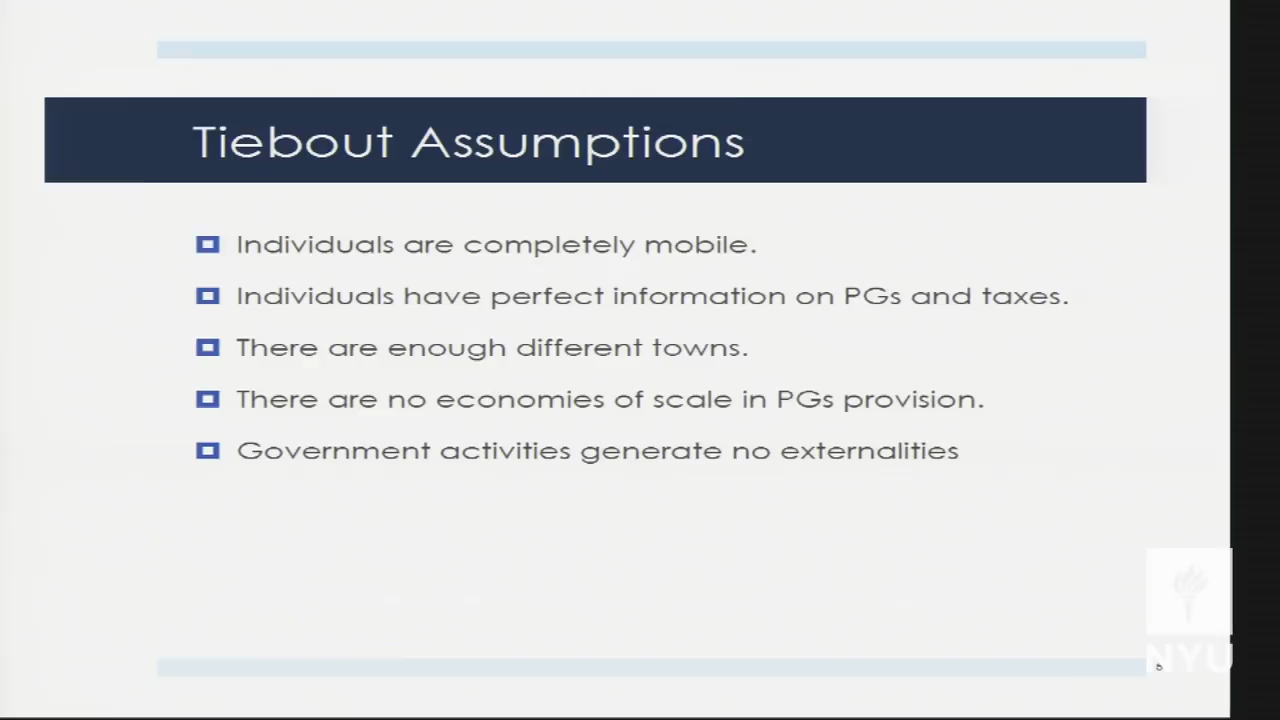 Tiebout Assumptions
Individuals are completely mobile.
Individuals have perfect information on PGs and taxes.
There are enough different towns.
There are no economies of scale in PGs provision.
Government activities generate no externalities
NYU